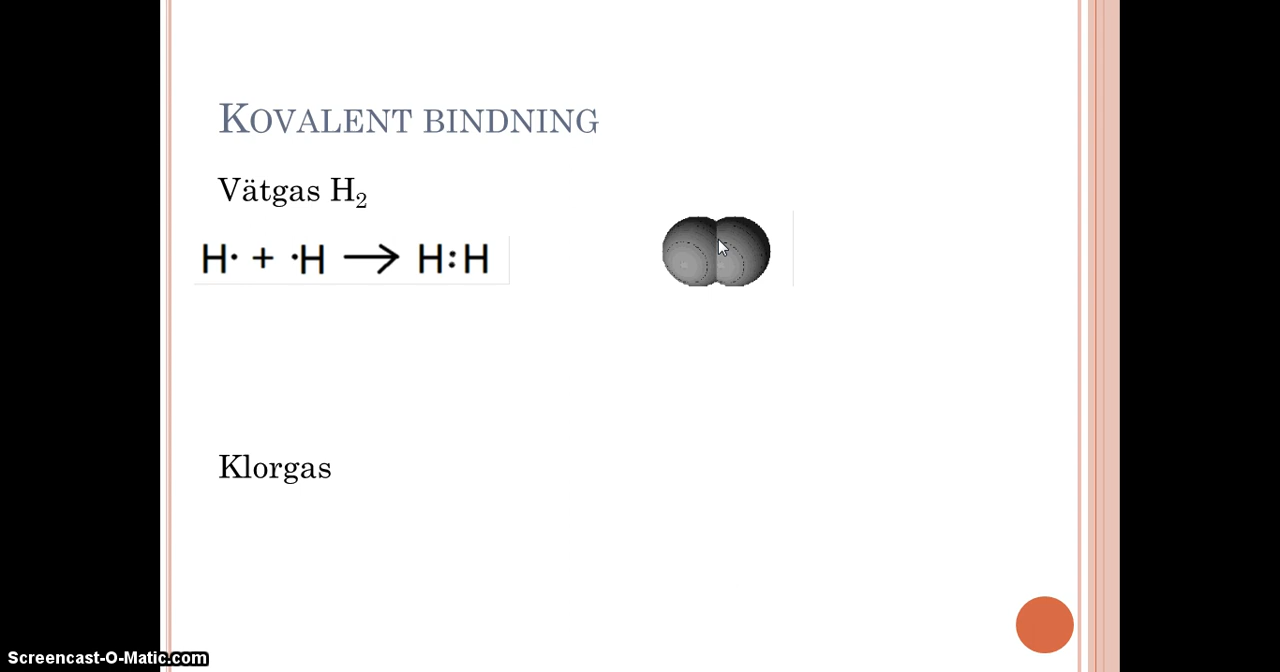 KOVALENT BINDNING
Vätgas H₂
H· + ·H → H:H
Klorgas
Screencast-O-Matic.com